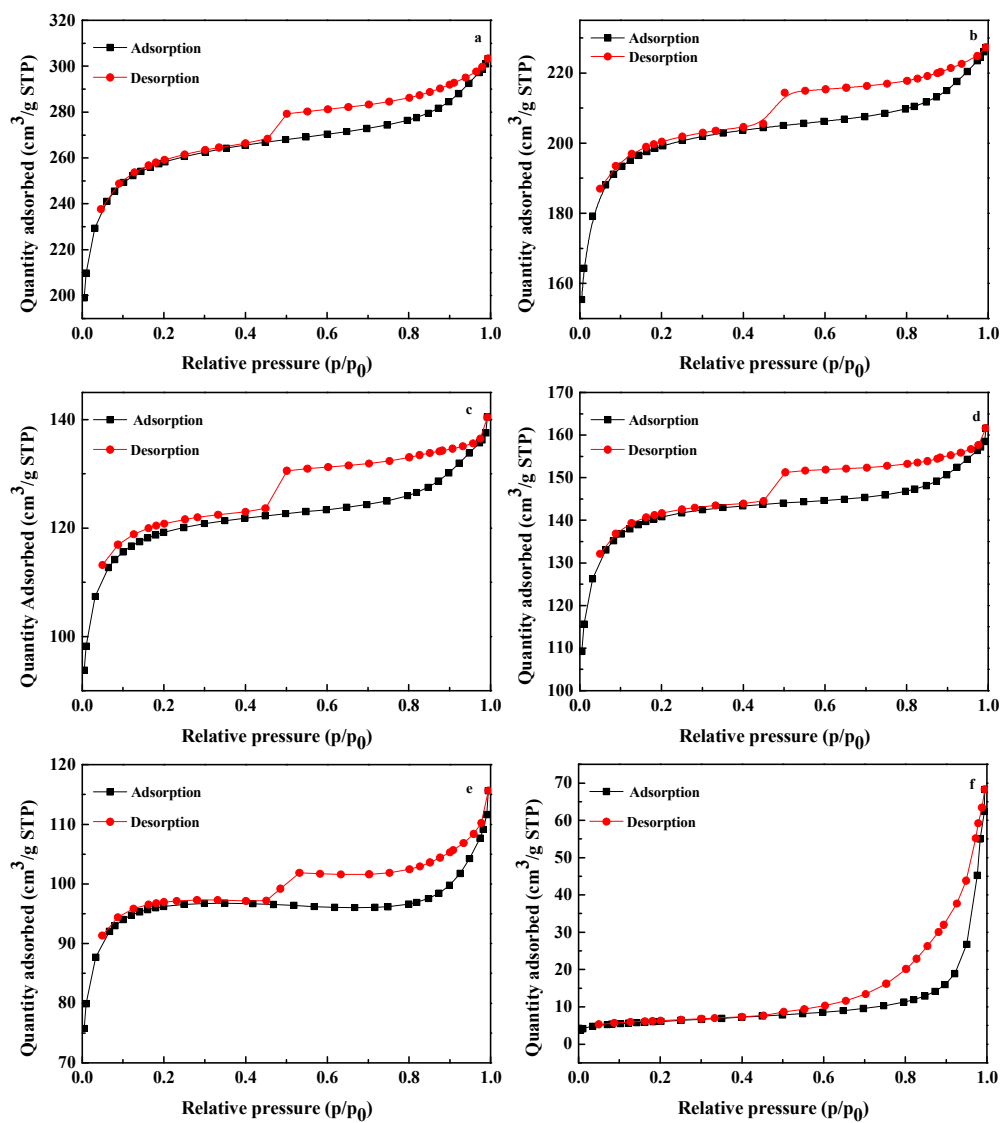 320
300
280
260
240
220
200
Quantity adsorbed (cm³/g STP)
a
Adsorption
Desorption
0.0 0.2 0.4 0.6 0.8 1.0
Relative pressure (p/p₀)
220
200
180
160
Quantity adsorbed (cm³/g STP)
b
Adsorption
Desorption
0.0 0.2 0.4 0.6 0.8 1.0
Relative pressure (p/p₀)
140
120
100
Quantity Adsorbed (cm³/g STP)
c
Adsorption
Desorption
0.0 0.2 0.4 0.6 0.8 1.0
Relative pressure (p/p₀)
170
160
150
140
130
120
110
100
Quantity adsorbed (cm³/g STP)
d
Adsorption
Desorption
0.0 0.2 0.4 0.6 0.8 1.0
Relative pressure (p/p₀)
120
110
100
90
80
70
Quantity adsorbed (cm³/g STP)
e
Adsorption
Desorption
0.0 0.2 0.4 0.6 0.8 1.0
Relative pressure (p/p₀)
70
60
50
40
30
20
10
0
Quantity adsorbed (cm³/g STP)
f
Adsorption
Desorption
0.0 0.2 0.4 0.6 0.8 1.0
Relative pressure (p/p₀)